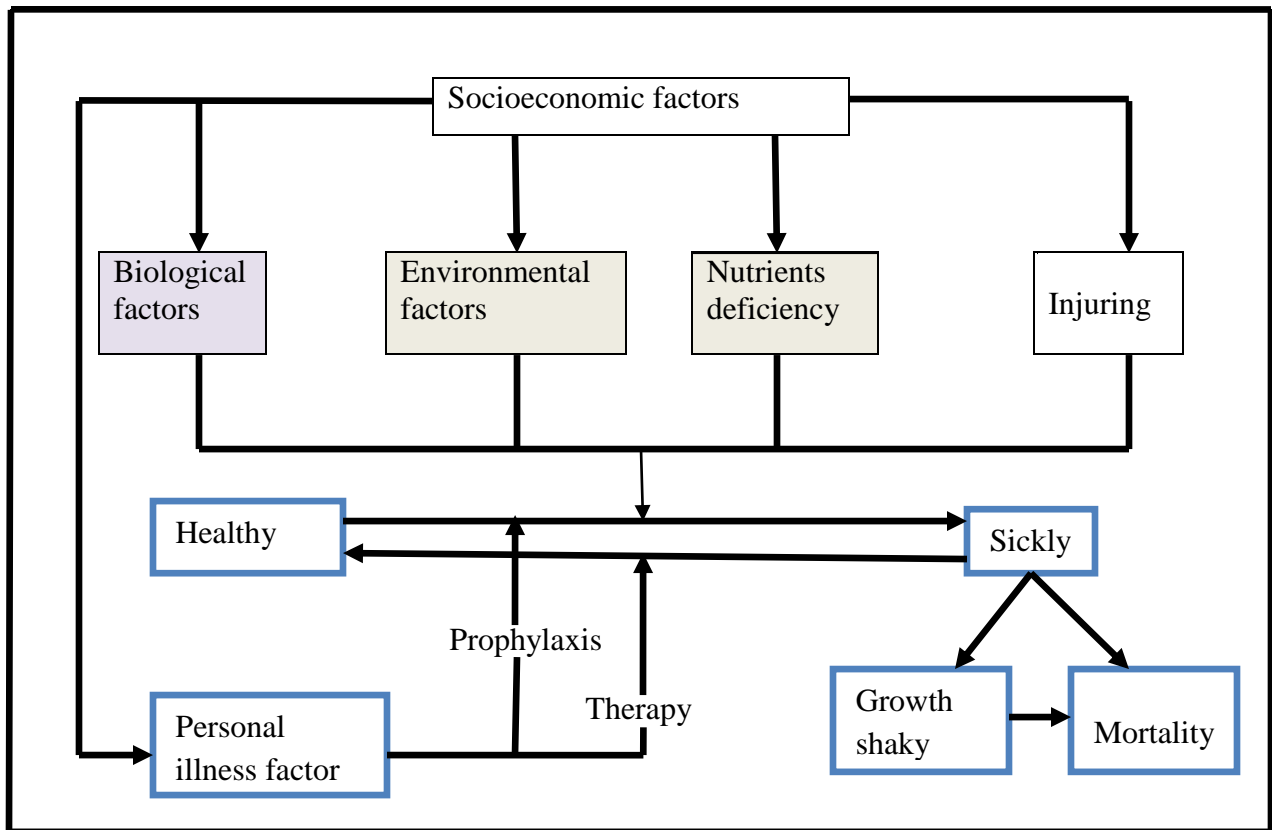 Socioeconomic factors
Biological
factors
Environmental
factors
Nutrients
deficiency
Injuring
Healthy
Sickly
Prophylaxis
Therapy
Growth
shaky
Mortality
Personal
illness factor